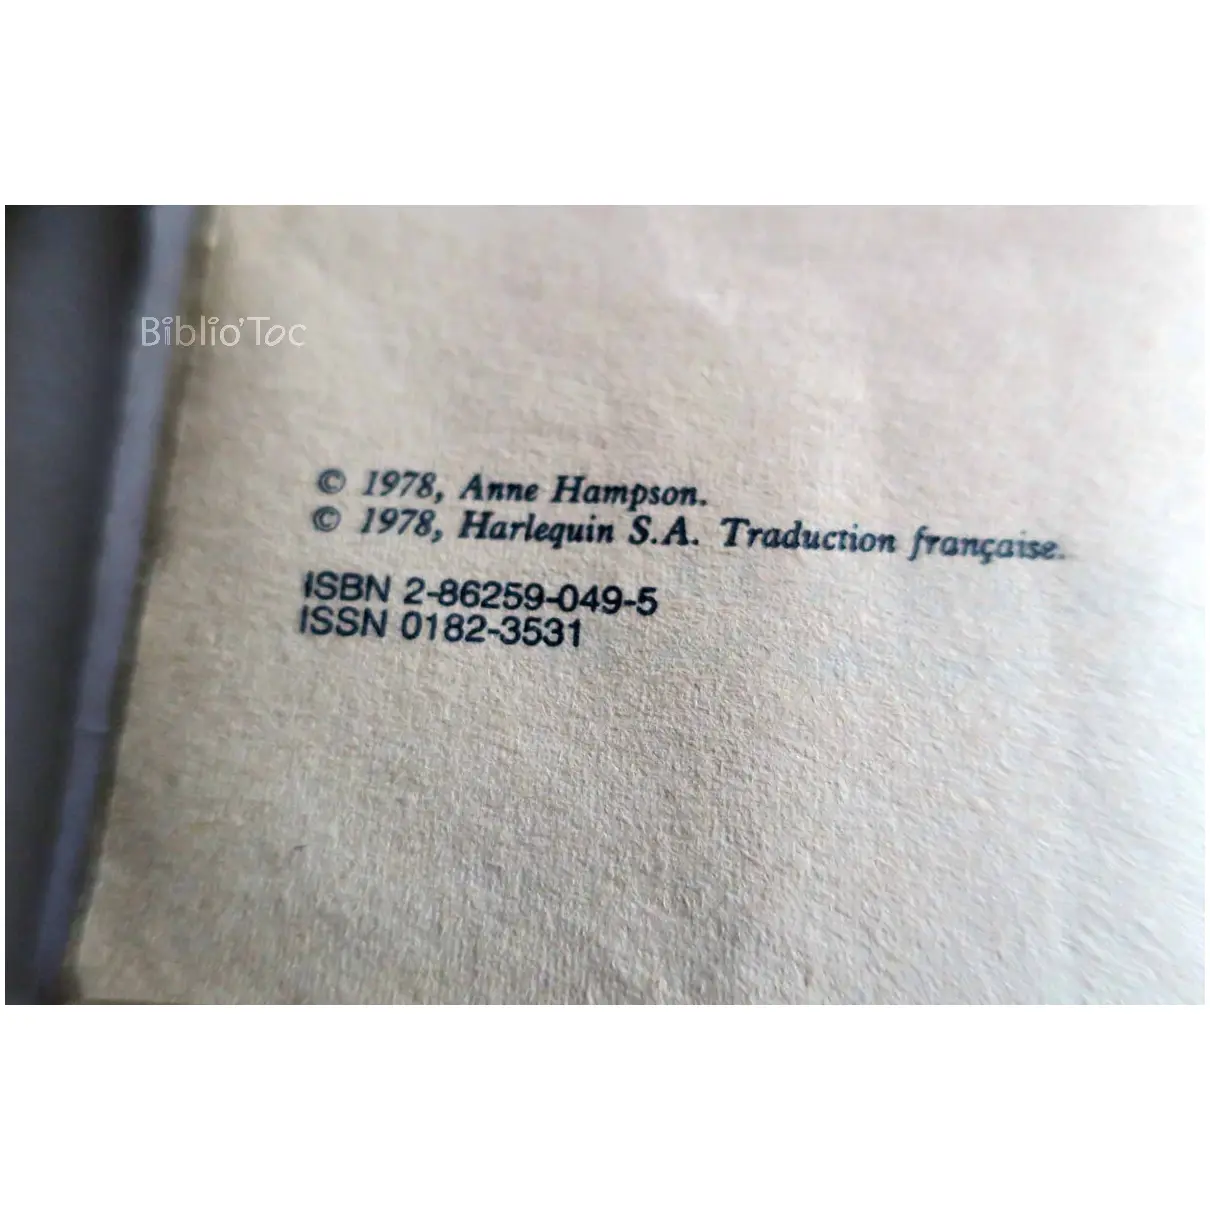 Biblio'Toc
© 1978, Anne Hampson.
© 1978, Harlequin S.A. Traduction française.
ISBN 2-86259-049-5
ISSN 0182-3531